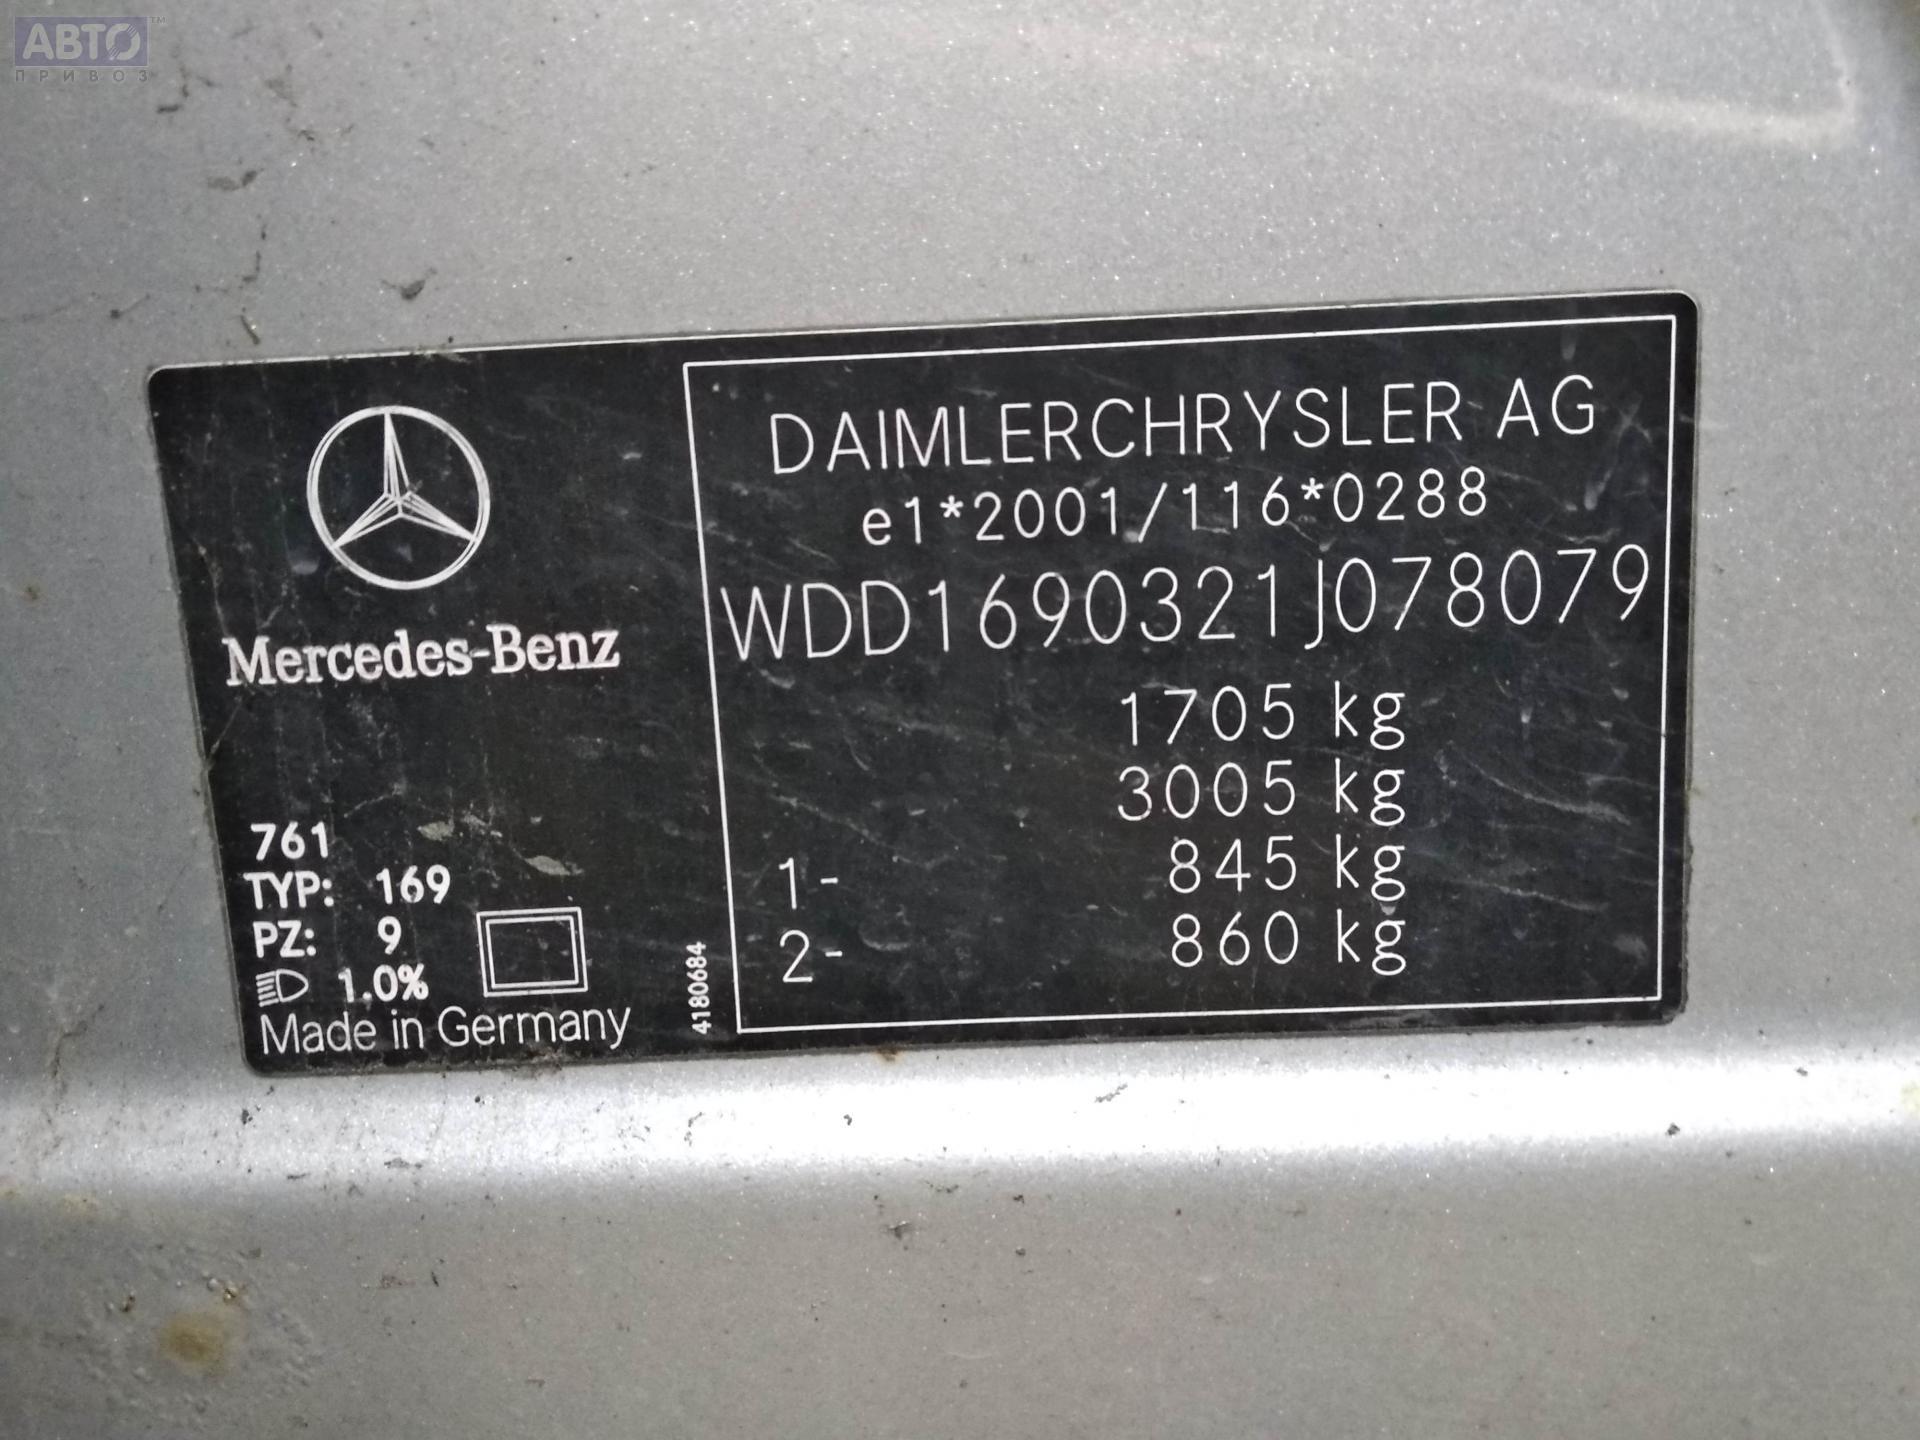 АВТО™
ПРИВОЗ
Mercedes-Benz
761
TYP: 169
PZ: 9
1.0%
Made in Germany
4180684
DAIMLERCHRYSLER AG
e1*2001/116*0288
WDD1690321J078079
1705 kg
3005 kg
1- 845 kg
2- 860 kg